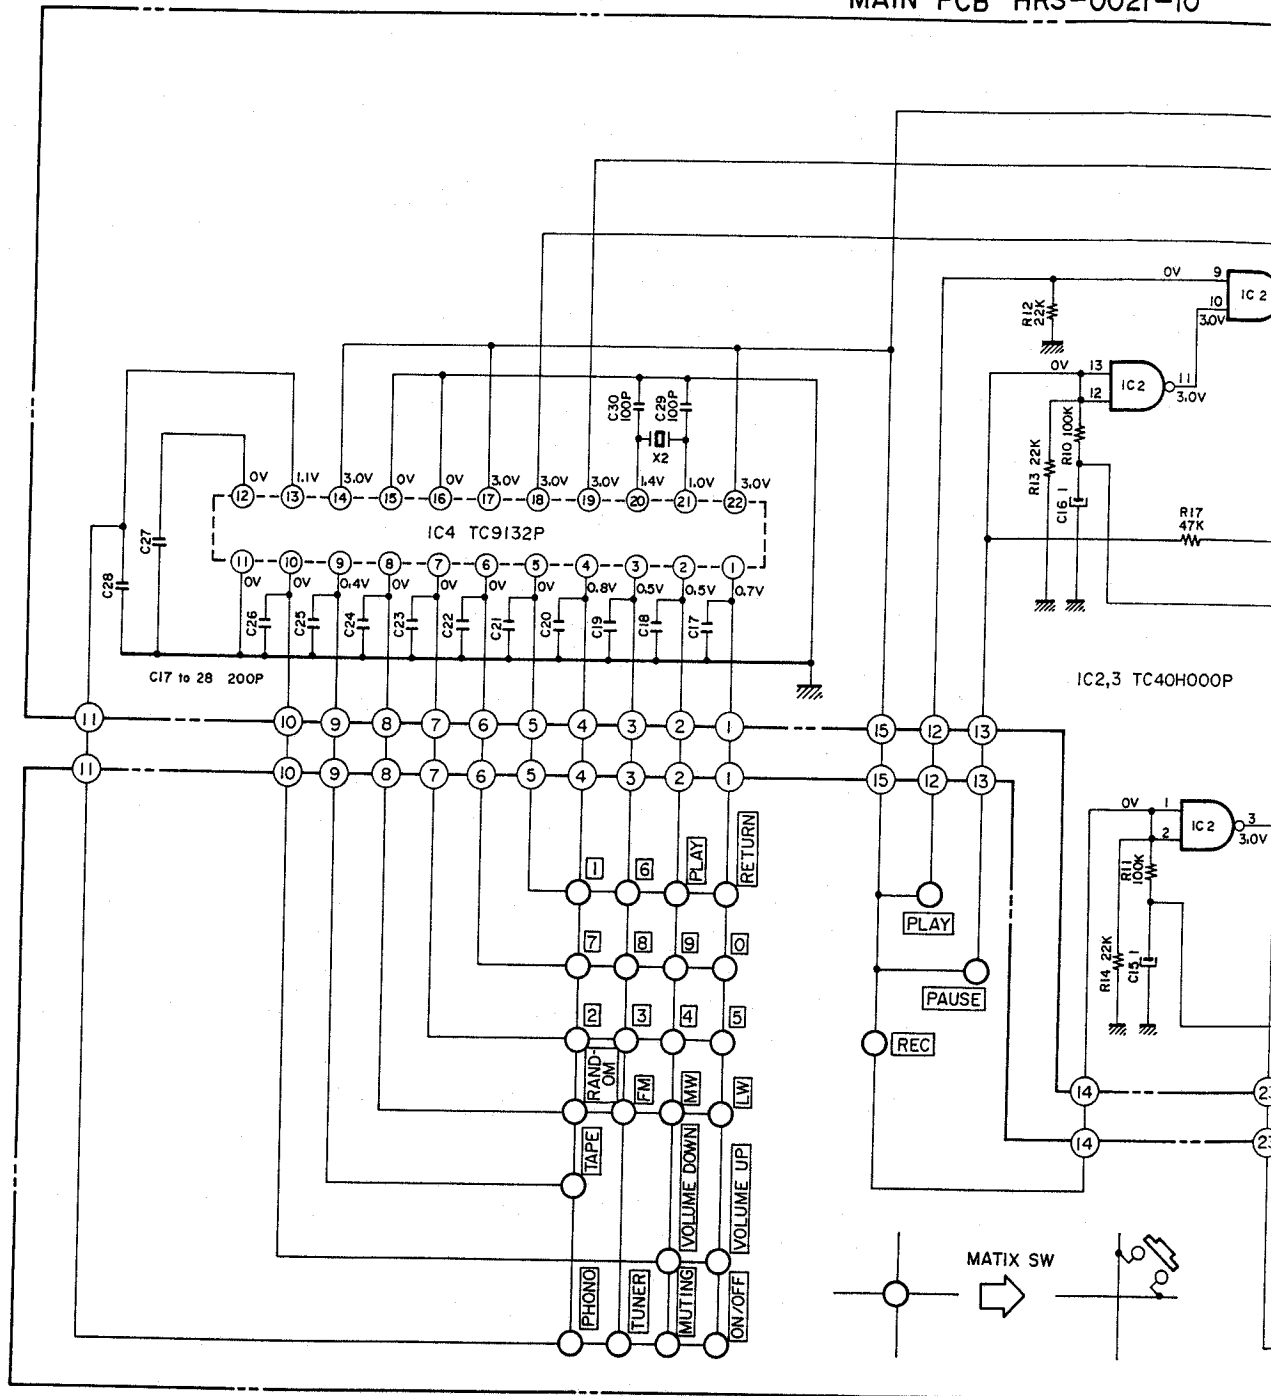 MAIN PCB HRS-0021-10
0V 9
IC 2
10
3.0V
R12
22K
0V 13
IC2
11
12
3.0V
C30
100P
C29
100P
X2
R10 100K
R13 22K
C16 1
R17
47K
0V 1.1V 3.0V 0V 0V 3.0V 3.0V 3.0V 1.4V 1.0V 3.0V
12 13 14 15 16 17 18 19 20 21 22
IC4 TC9132P
11 10 9 8 7 6 5 4 3 2 1
0V 0V 0.4V 0V 0V 0V 0V 0.8V 0.5V 0.5V 0.7V
C28 C27 C26 C25 C24 C23 C22 C21 C20 C19 C18 C17
C17 to 28 200P
IC2,3 TC40H000P
11 10 9 8 7 6 5 4 3 2 1 15 12 13
11 10 9 8 7 6 5 4 3 2 1 15 12 13
0V 1
IC2
3
2
3.0V
R11
100K
R14 22K
C15 1
1 6 PLAY RETURN
PLAY
7 8 9 0
PAUSE
2 3 4 5
REC
RAND-
OM
FM MW LW
14 23
14 23
TAPE VOLUME DOWN VOLUME UP
MATIX SW
PHONO TUNER MUTING ON/OFF